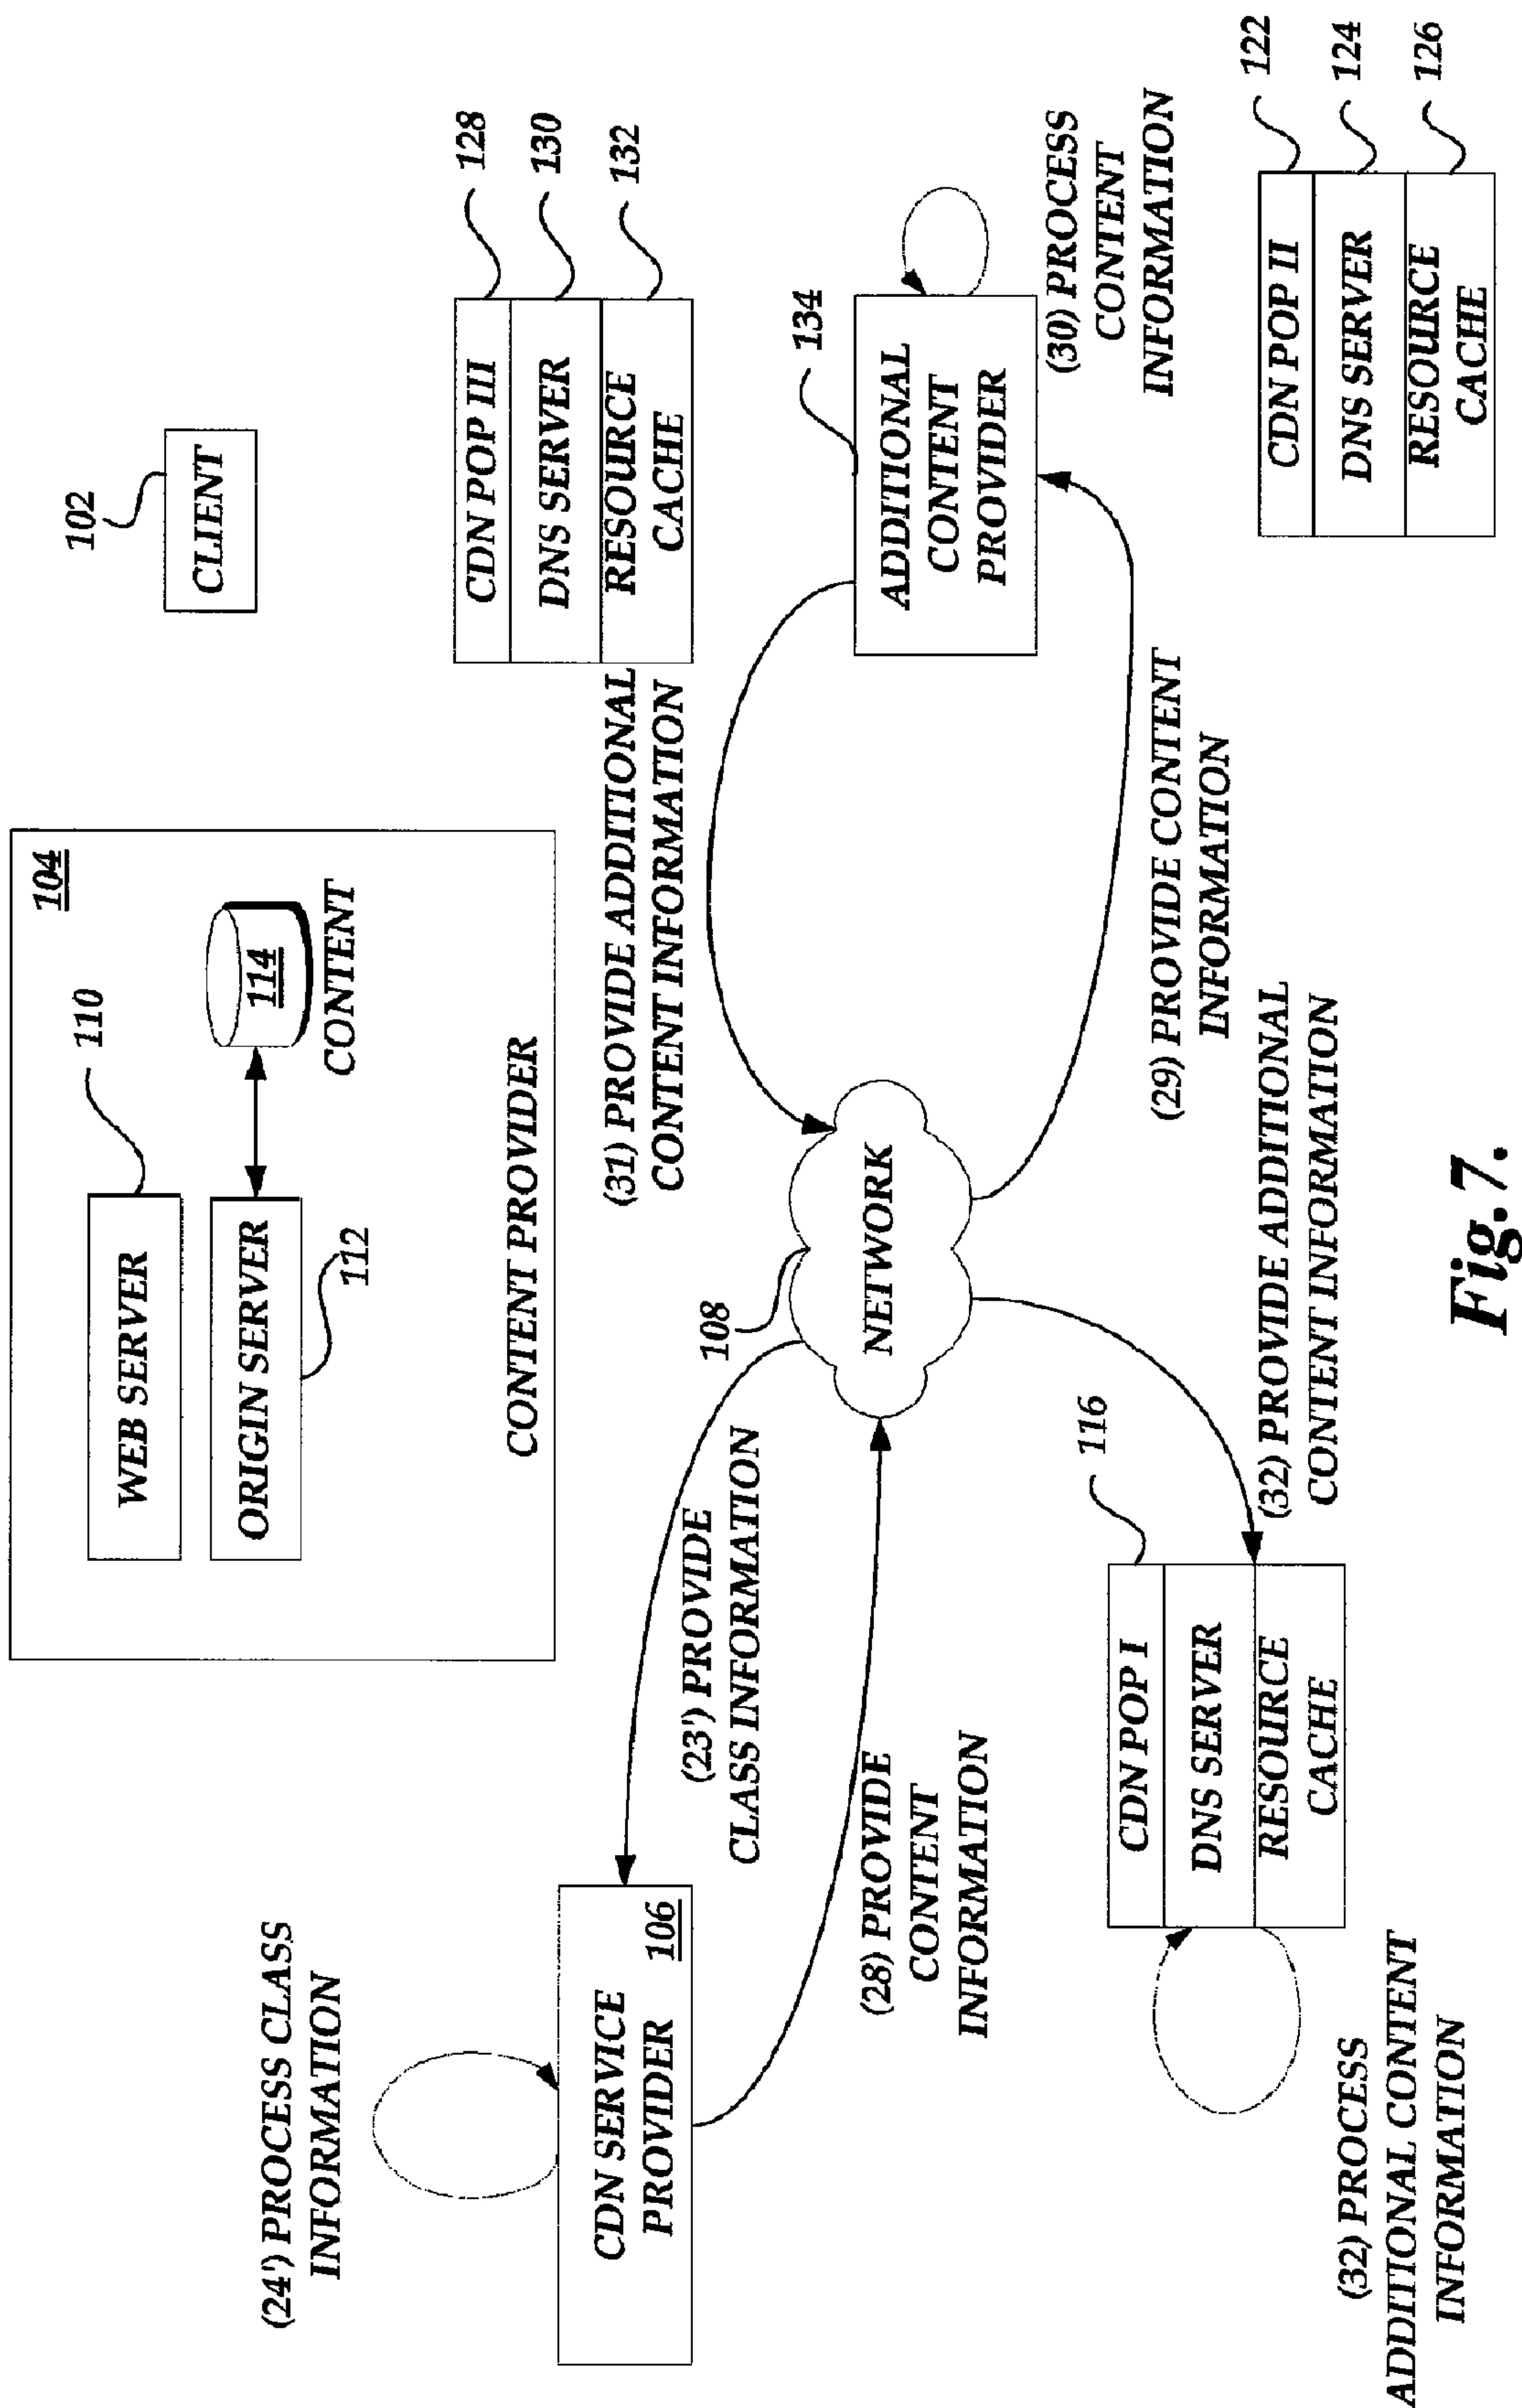 102
CLIENT
104
110
WEB SERVER
ORIGIN SERVER
112
114
CONTENT
CONTENT PROVIDER
CDN POP III
DNS SERVER
RESOURCE
CACHE
128
130
132
(24') PROCESS CLASS
INFORMATION
CDN SERVICE
PROVIDER
106
(23') PROVIDE
CLASS INFORMATION
(28) PROVIDE
CONTENT
INFORMATION
108
NETWORK
(31) PROVIDE ADDITIONAL
CONTENT INFORMATION
134
ADDITIONAL
CONTENT
PROVIDER
(30) PROCESS
CONTENT
INFORMATION
(29) PROVIDE CONTENT
INFORMATION
116
CDN POP I
DNS SERVER
RESOURCE
CACHE
(32) PROVIDE ADDITIONAL
CONTENT INFORMATION
(32) PROCESS
ADDITIONAL CONTENT
INFORMATION
CDN POP II
DNS SERVER
RESOURCE
CACHE
122
124
126
Fig.7.